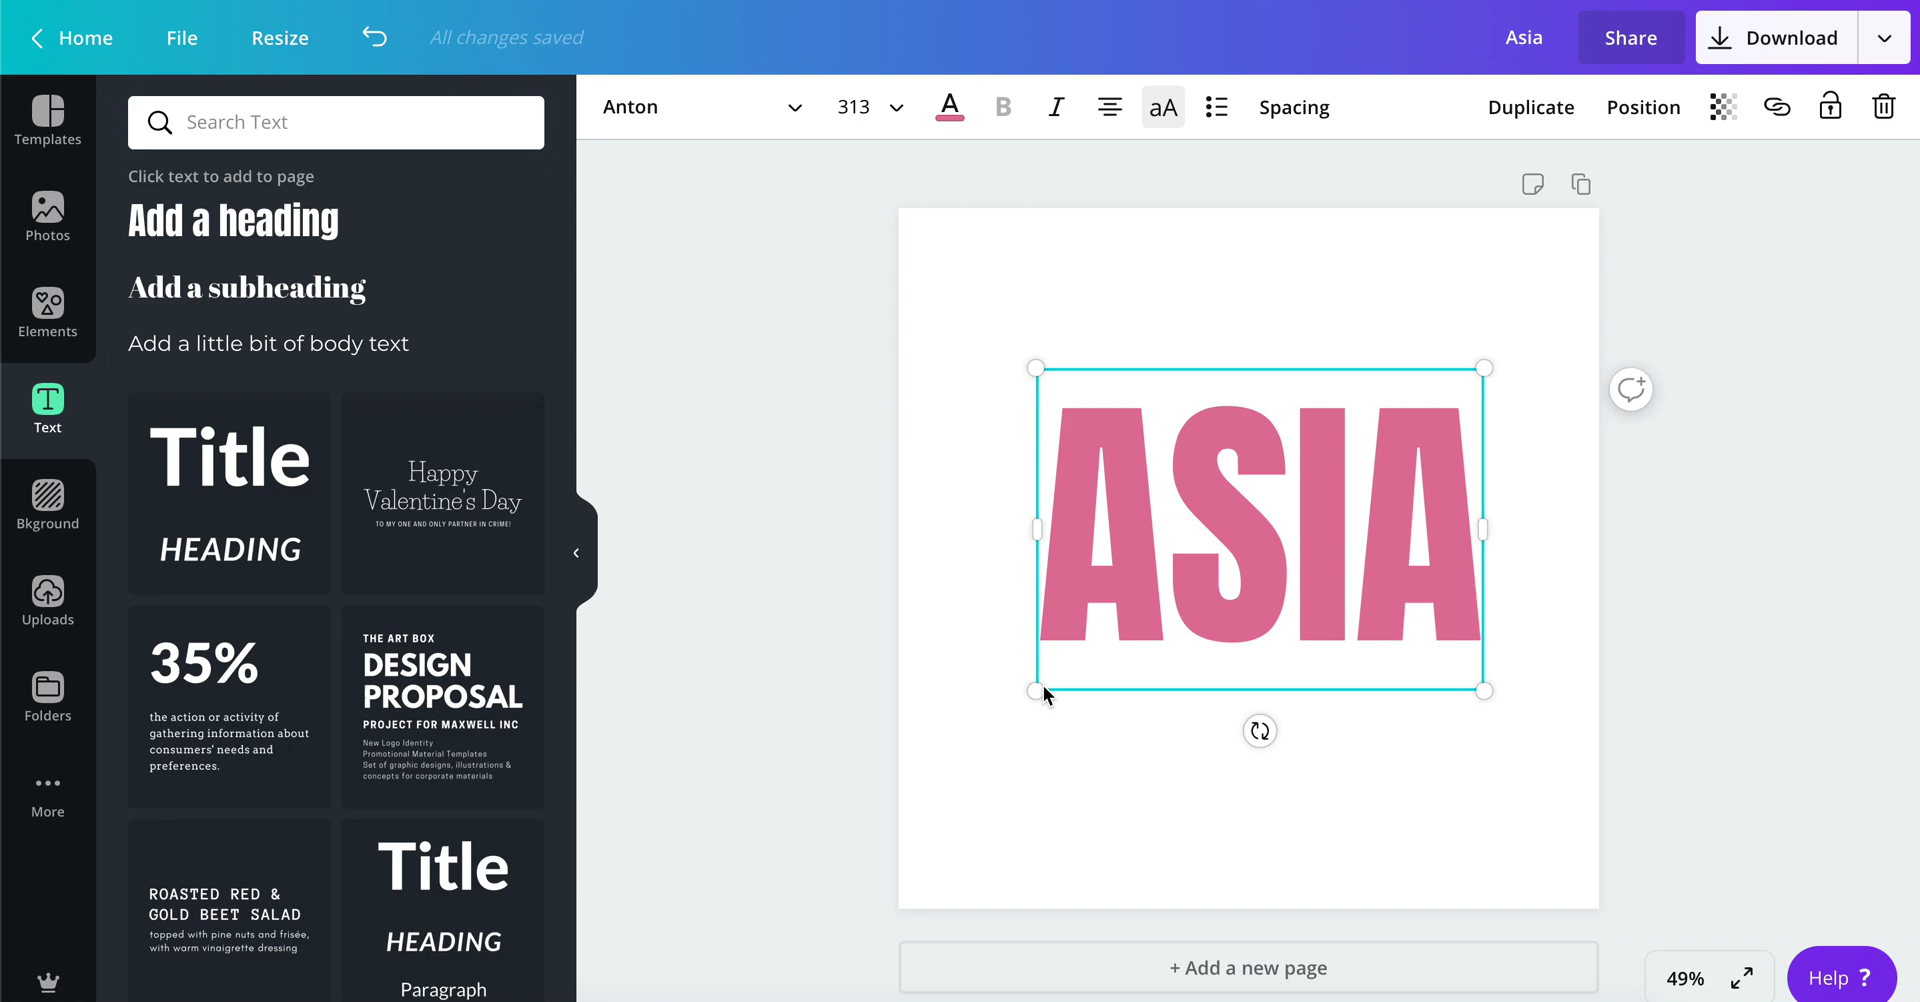 Home
File
Resize
All changes saved
Asia
Share
Download
Templates
Photos
Elements
Text
Bkground
Uploads
Folders
More
Search Text
Click text to add to page
Add a heading
Add a subheading
Add a little bit of body text
Title
HEADING
Happy
Valentine's Day
TO MY ONE AND ONLY PARTNER IN CRIME!
35%
the action or activity of
gathering information about
consumers' needs and
preferences.
THE ART BOX
DESIGN
PROPOSAL
PROJECT FOR MAXWELL INC
New Logo Identity
Promotional Material Templates
Set of graphic designs, illustrations &
concepts for corporate materials
ROASTED RED &
GOLD BEET SALAD
topped with pine nuts and frisée,
with warm vinaigrette dressing
Title
HEADING
Paragraph
Anton
313
A
B
I
aA
Spacing
Duplicate
Position
ASIA
+ Add a new page
49%
Help ?